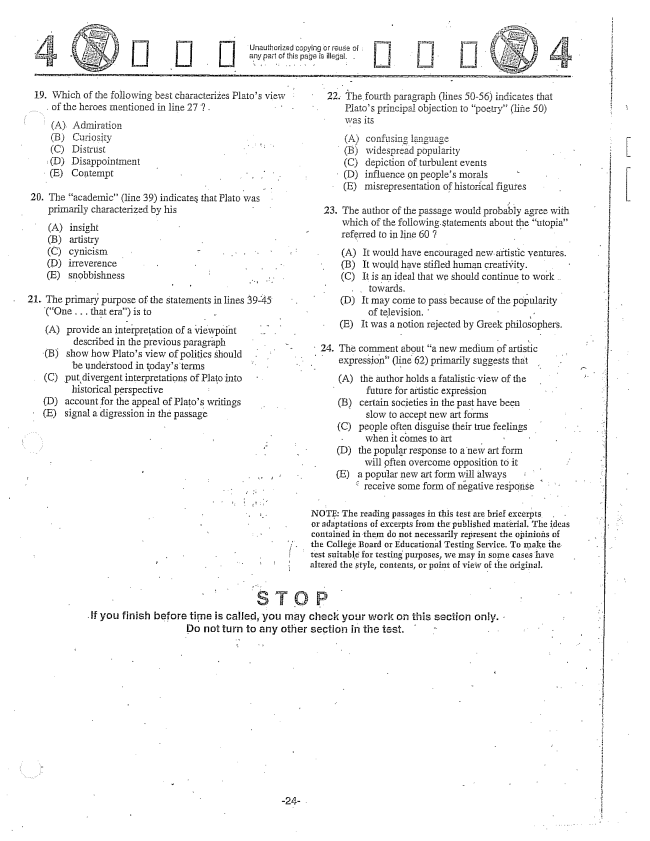 4 Unauthorized copying or reuse of
any part of this page is illegal. 4
19. Which of the following best characterizes Plato's view
of the heroes mentioned in line 27 ?
(A) Admiration
(B) Curiosity
(C) Distrust
(D) Disappointment
(E) Contempt
20. The "academic" (line 39) indicates that Plato was
primarily characterized by his
(A) insight
(B) artistry
(C) cynicism
(D) irreverence
(E) snobbishness
21. The primary purpose of the statements in lines 39-45
("One . . . that era") is to
(A) provide an interpretation of a viewpoint
described in the previous paragraph
(B) show how Plato's view of politics should
be understood in today's terms
(C) put divergent interpretations of Plato into
historical perspective
(D) account for the appeal of Plato's writings
(E) signal a digression in the passage
22. The fourth paragraph (lines 50-56) indicates that
Plato's principal objection to "poetry" (line 50)
was its
(A) confusing language
(B) widespread popularity
(C) depiction of turbulent events
(D) influence on people's morals
(E) misrepresentation of historical figures
23. The author of the passage would probably agree with
which of the following statements about the "utopia"
referred to in line 60 ?
(A) It would have encouraged new artistic ventures.
(B) It would have stifled human creativity.
(C) It is an ideal that we should continue to work
towards.
(D) It may come to pass because of the popularity
of television.
(E) It was a notion rejected by Greek philosophers.
24. The comment about "a new medium of artistic
expression" (line 62) primarily suggests that
(A) the author holds a fatalistic view of the
future for artistic expression
(B) certain societies in the past have been
slow to accept new art forms
(C) people often disguise their true feelings
when it comes to art
(D) the popular response to a new art form
will often overcome opposition to it
(E) a popular new art form will always
receive some form of negative response
NOTE: The reading passages in this test are brief excerpts
or adaptations of excerpts from the published material. The ideas
contained in them do not necessarily represent the opinions of
the College Board or Educational Testing Service. To make the
test suitable for testing purposes, we may in some cases have
altered the style, contents, or point of view of the original.
STOP
If you finish before time is called, you may check your work on this section only.
Do not turn to any other section in the test.
-24-